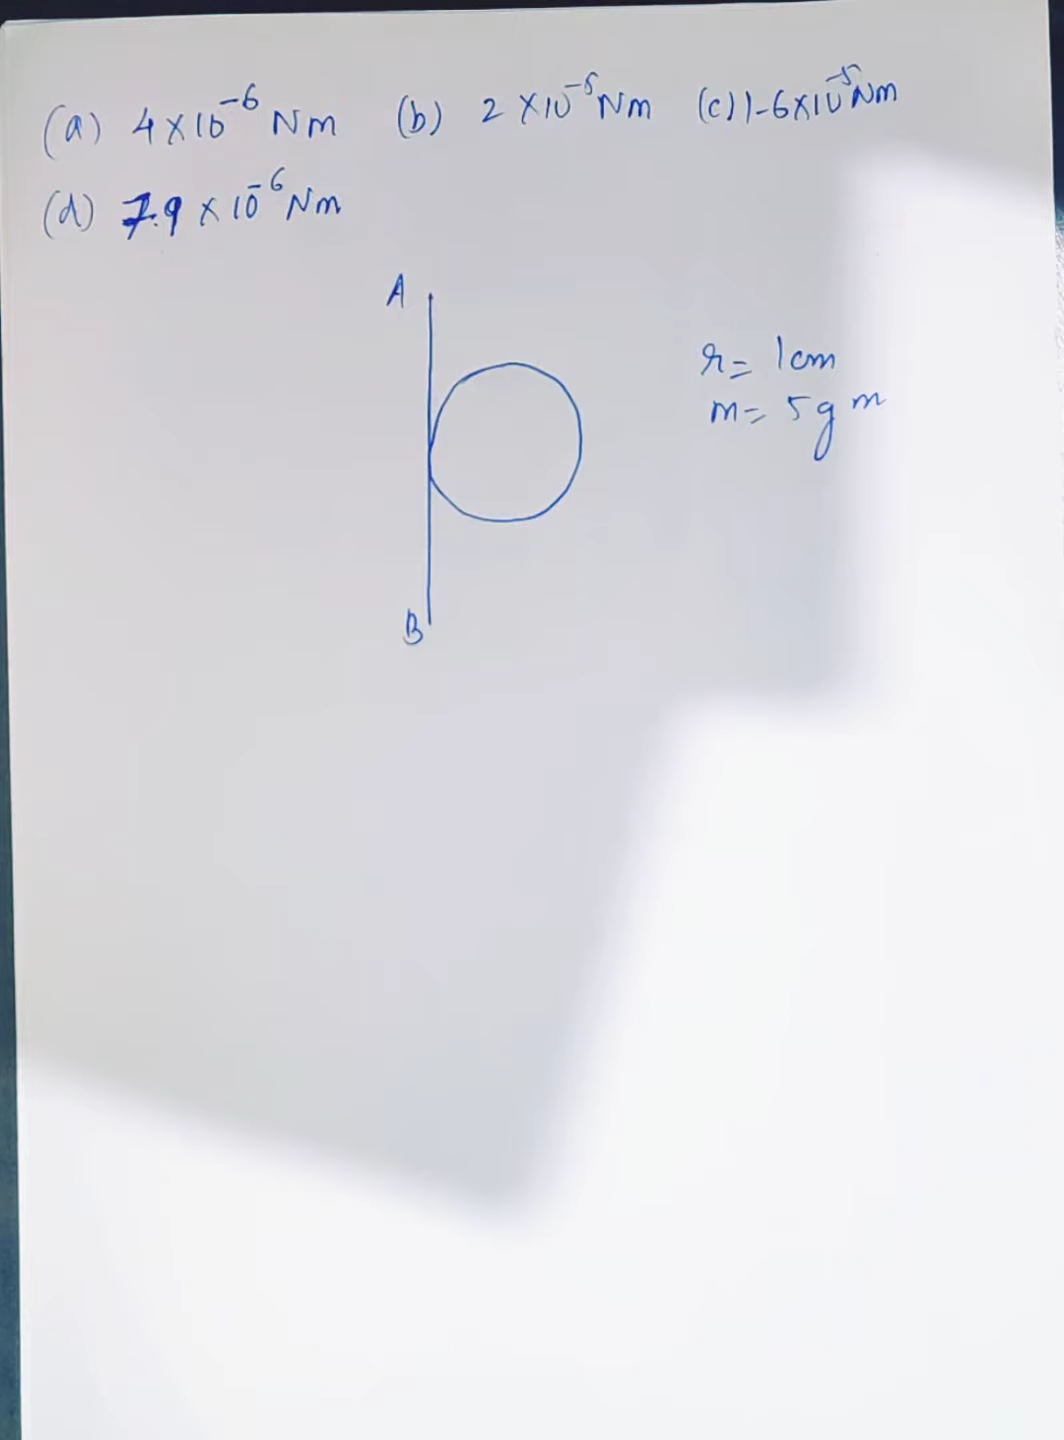 (a) 4×10⁻⁶ Nm (b) 2×10⁻⁵ Nm (c) 1-6×10⁻⁵ Nm
(d) 7.9×10⁻⁶ Nm
A
r= 1cm
m= 5gm
B